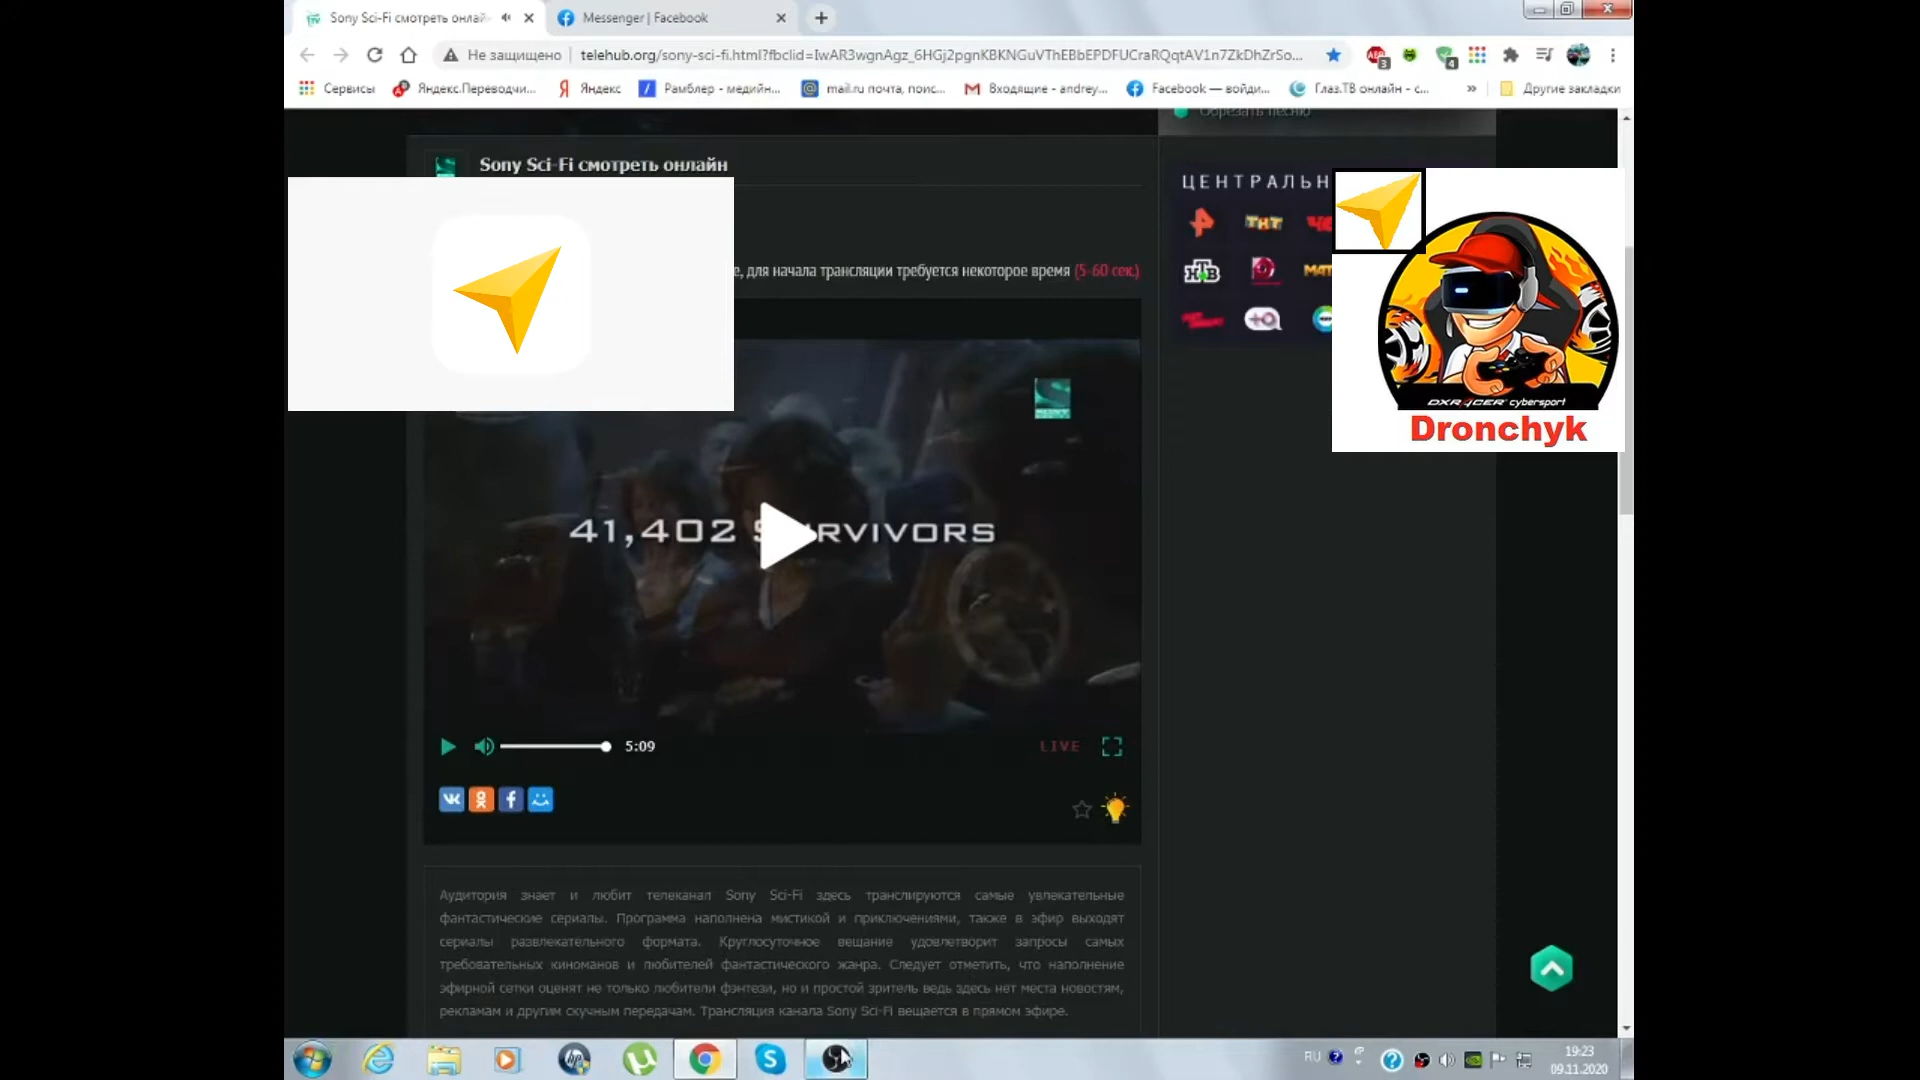 Sony Sci-Fi смотреть онлай
Messenger | Facebook
Не защищено
telehub.org/sony-sci-fi.html?fbclid=IwAR3wgnAgz_6HGj2pgnKBKNGuVThEBbEPDFUCraRQqtAV1n7ZkDhZrSo...
3
4
Сервисы
Яндекс.Переводчи...
Яндекс
Рамблер - медийн...
mail.ru почта, поис...
Входящие - andrey...
Facebook — войди...
Глаз.ТВ онлайн - с...
»
Другие закладки
Обрезать песню
Sony Sci-Fi смотреть онлайн
ЦЕНТРАЛЬН
ТНТ
НТВ
е, для начала трансляции требуется некоторое время (5-60 сек.)
DXRACER cybersport
Dronchyk
41,402 S RVIVORS
5:09
LIVE
Аудитория знает и любит телеканал Sony Sci-Fi здесь транслируются самые увлекательные
фантастические сериалы. Программа наполнена мистикой и приключениями, также в эфир выходят
сериалы развлекательного формата. Круглосуточное вещание удовлетворит запросы самых
требовательных киноманов и любителей фантастического жанра. Следует отметить, что наполнение
эфирной сетки оценят не только любители фэнтези, но и простой зритель ведь здесь нет места новостям,
рекламам и другим скучным передачам. Трансляция канала Sony Sci-Fi вещается в прямом эфире.
RU
19:23
09.11.2020